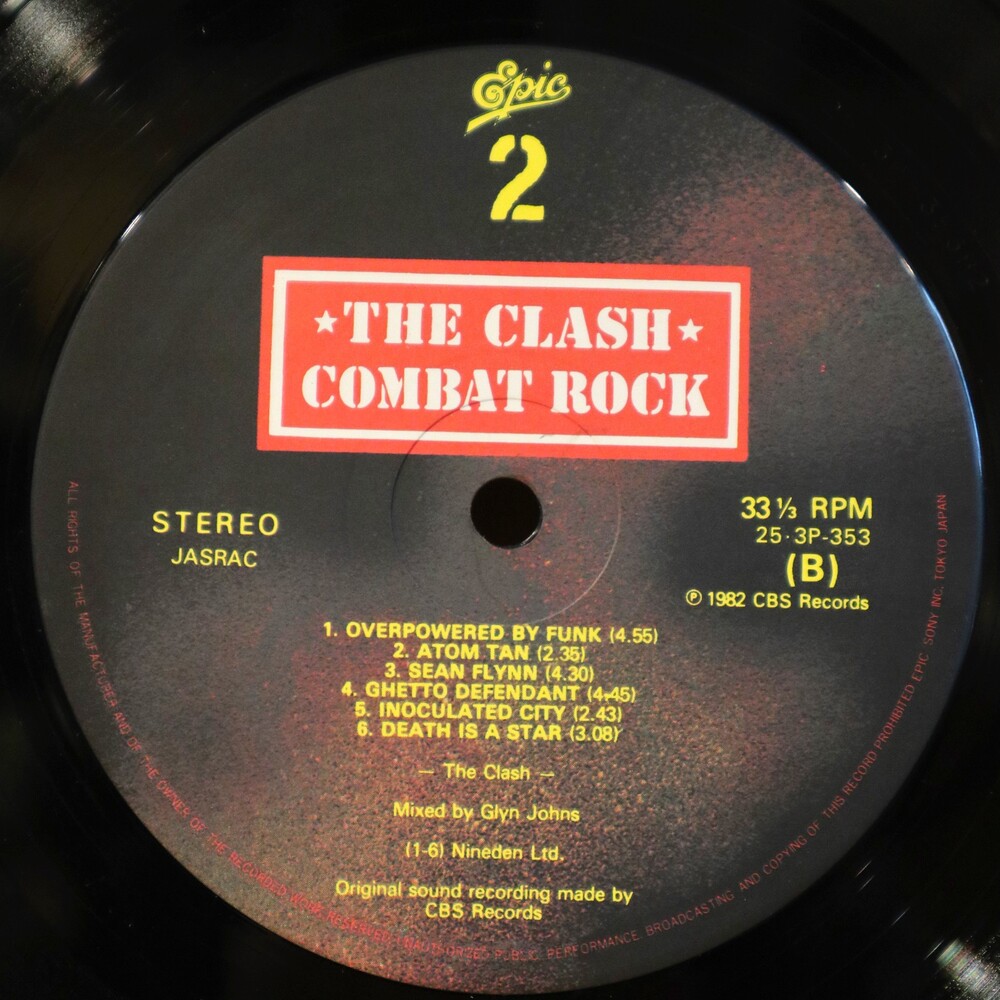 Epic
2
★THE CLASH★
COMBAT ROCK
STEREO
JASRAC
33⅓ RPM
25·3P-353
(B)
℗ 1982 CBS Records
1. OVERPOWERED BY FUNK (4.55)
2. ATOM TAN (2.35)
3. SEAN FLYNN (4.30)
4. GHETTO DEFENDANT (4.45)
5. INOCULATED CITY (2.43)
6. DEATH IS A STAR (3.08)
— The Clash —
Mixed by Glyn Johns
(1-6) Nineden Ltd.
Original sound recording made by
CBS Records
ALL RIGHTS OF THE MANUFACTURER AND OF THE OWNER OF THE RECORDED WORK RESERVED. UNAUTHORIZED PUBLIC PERFORMANCE. BROADCASTING AND COPYING OF THIS RECORD PROHIBITED EPIC SONY INC. TOKYO JAPAN